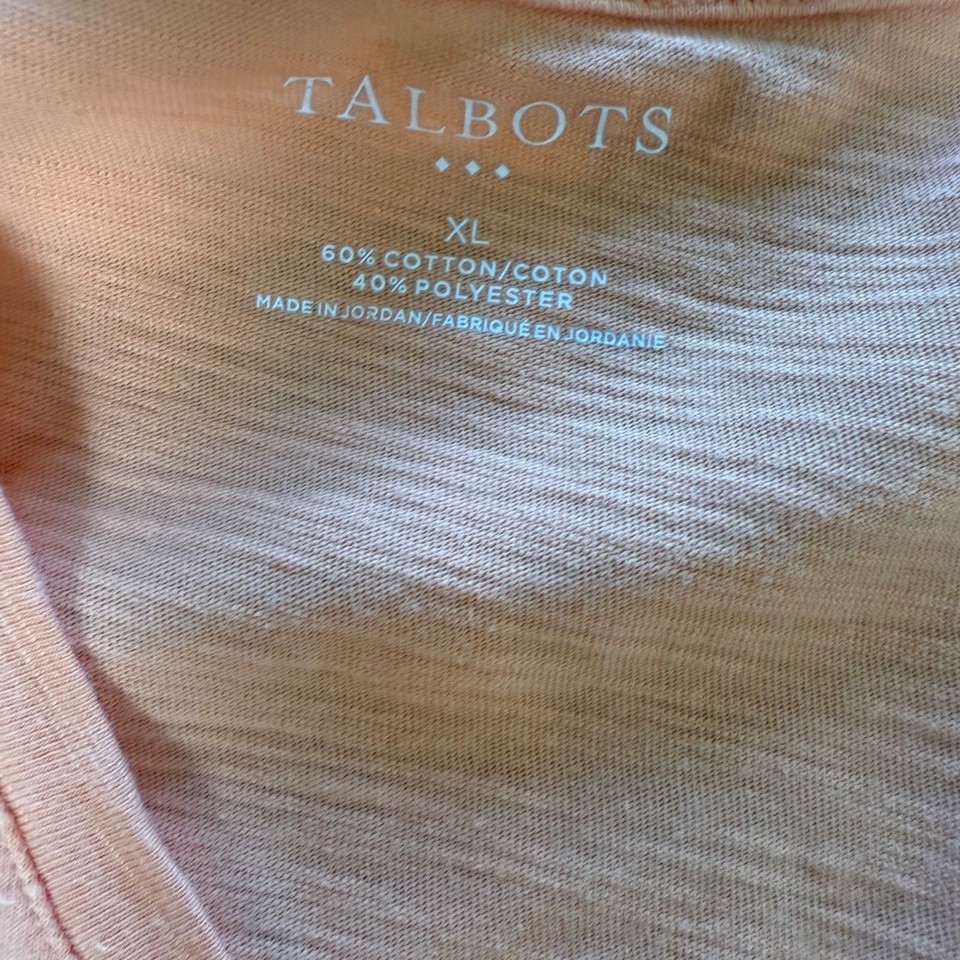 TALBOTS
XL
60% COTTON/COTON
40% POLYESTER
MADE IN JORDAN/FABRIQUÉ EN JORDANIE